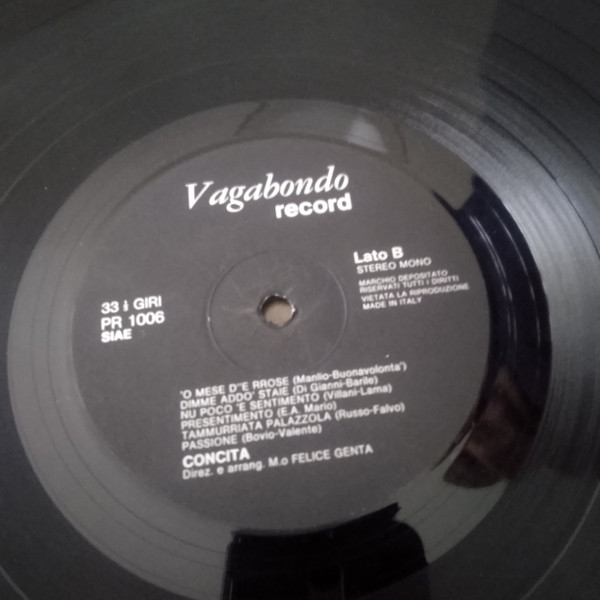 Vagabondo
record
Lato B
STEREO MONO
MARCHIO DEPOSITATO
RISERVATI TUTTI I DIRITTI
VIETATA LA RIPRODUZIONE
MADE IN ITALY
33 ⅓ GIRI
PR 1006
SIAE
'O MESE D''E RROSE (Manlio-Buonavolonta')
DIMME ADDO' STAIE (Di Gianni-Barile)
NU POCO 'E SENTIMENTO (Villani-Lama)
PRESENTIMENTO (E.A. Mario)
TAMMURRIATA PALAZZOLA (Russo-Falvo)
PASSIONE (Bovio-Valente)
CONCITA
Direz. e arrang. M.o FELICE GENTA